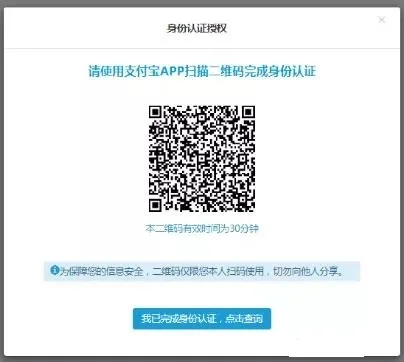 身份认证授权
×
请使用支付宝APP扫描二维码完成身份认证
本二维码有效时间为30分钟
为保障您的信息安全，二维码仅限您本人扫码使用，切勿向他人分享。
我已完成身份认证，点击查询